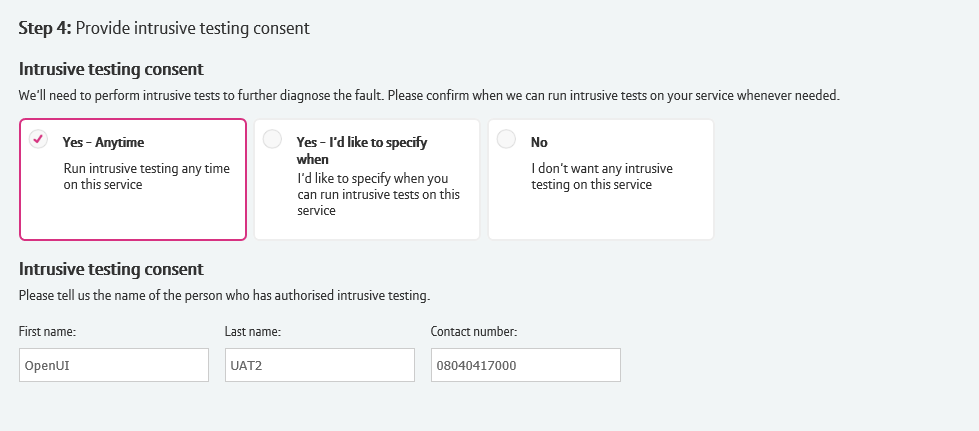 Step 4: Provide intrusive testing consent
Intrusive testing consent
We'll need to perform intrusive tests to further diagnose the fault. Please confirm when we can run intrusive tests on your service whenever needed.
Yes - Anytime
Run intrusive testing any time
on this service
Yes - I'd like to specify
when
I'd like to specify when you
can run intrusive tests on this
service
No
I don't want any intrusive
testing on this service
Intrusive testing consent
Please tell us the name of the person who has authorised intrusive testing.
First name:
Last name:
Contact number:
OpenUI
UAT2
08040417000